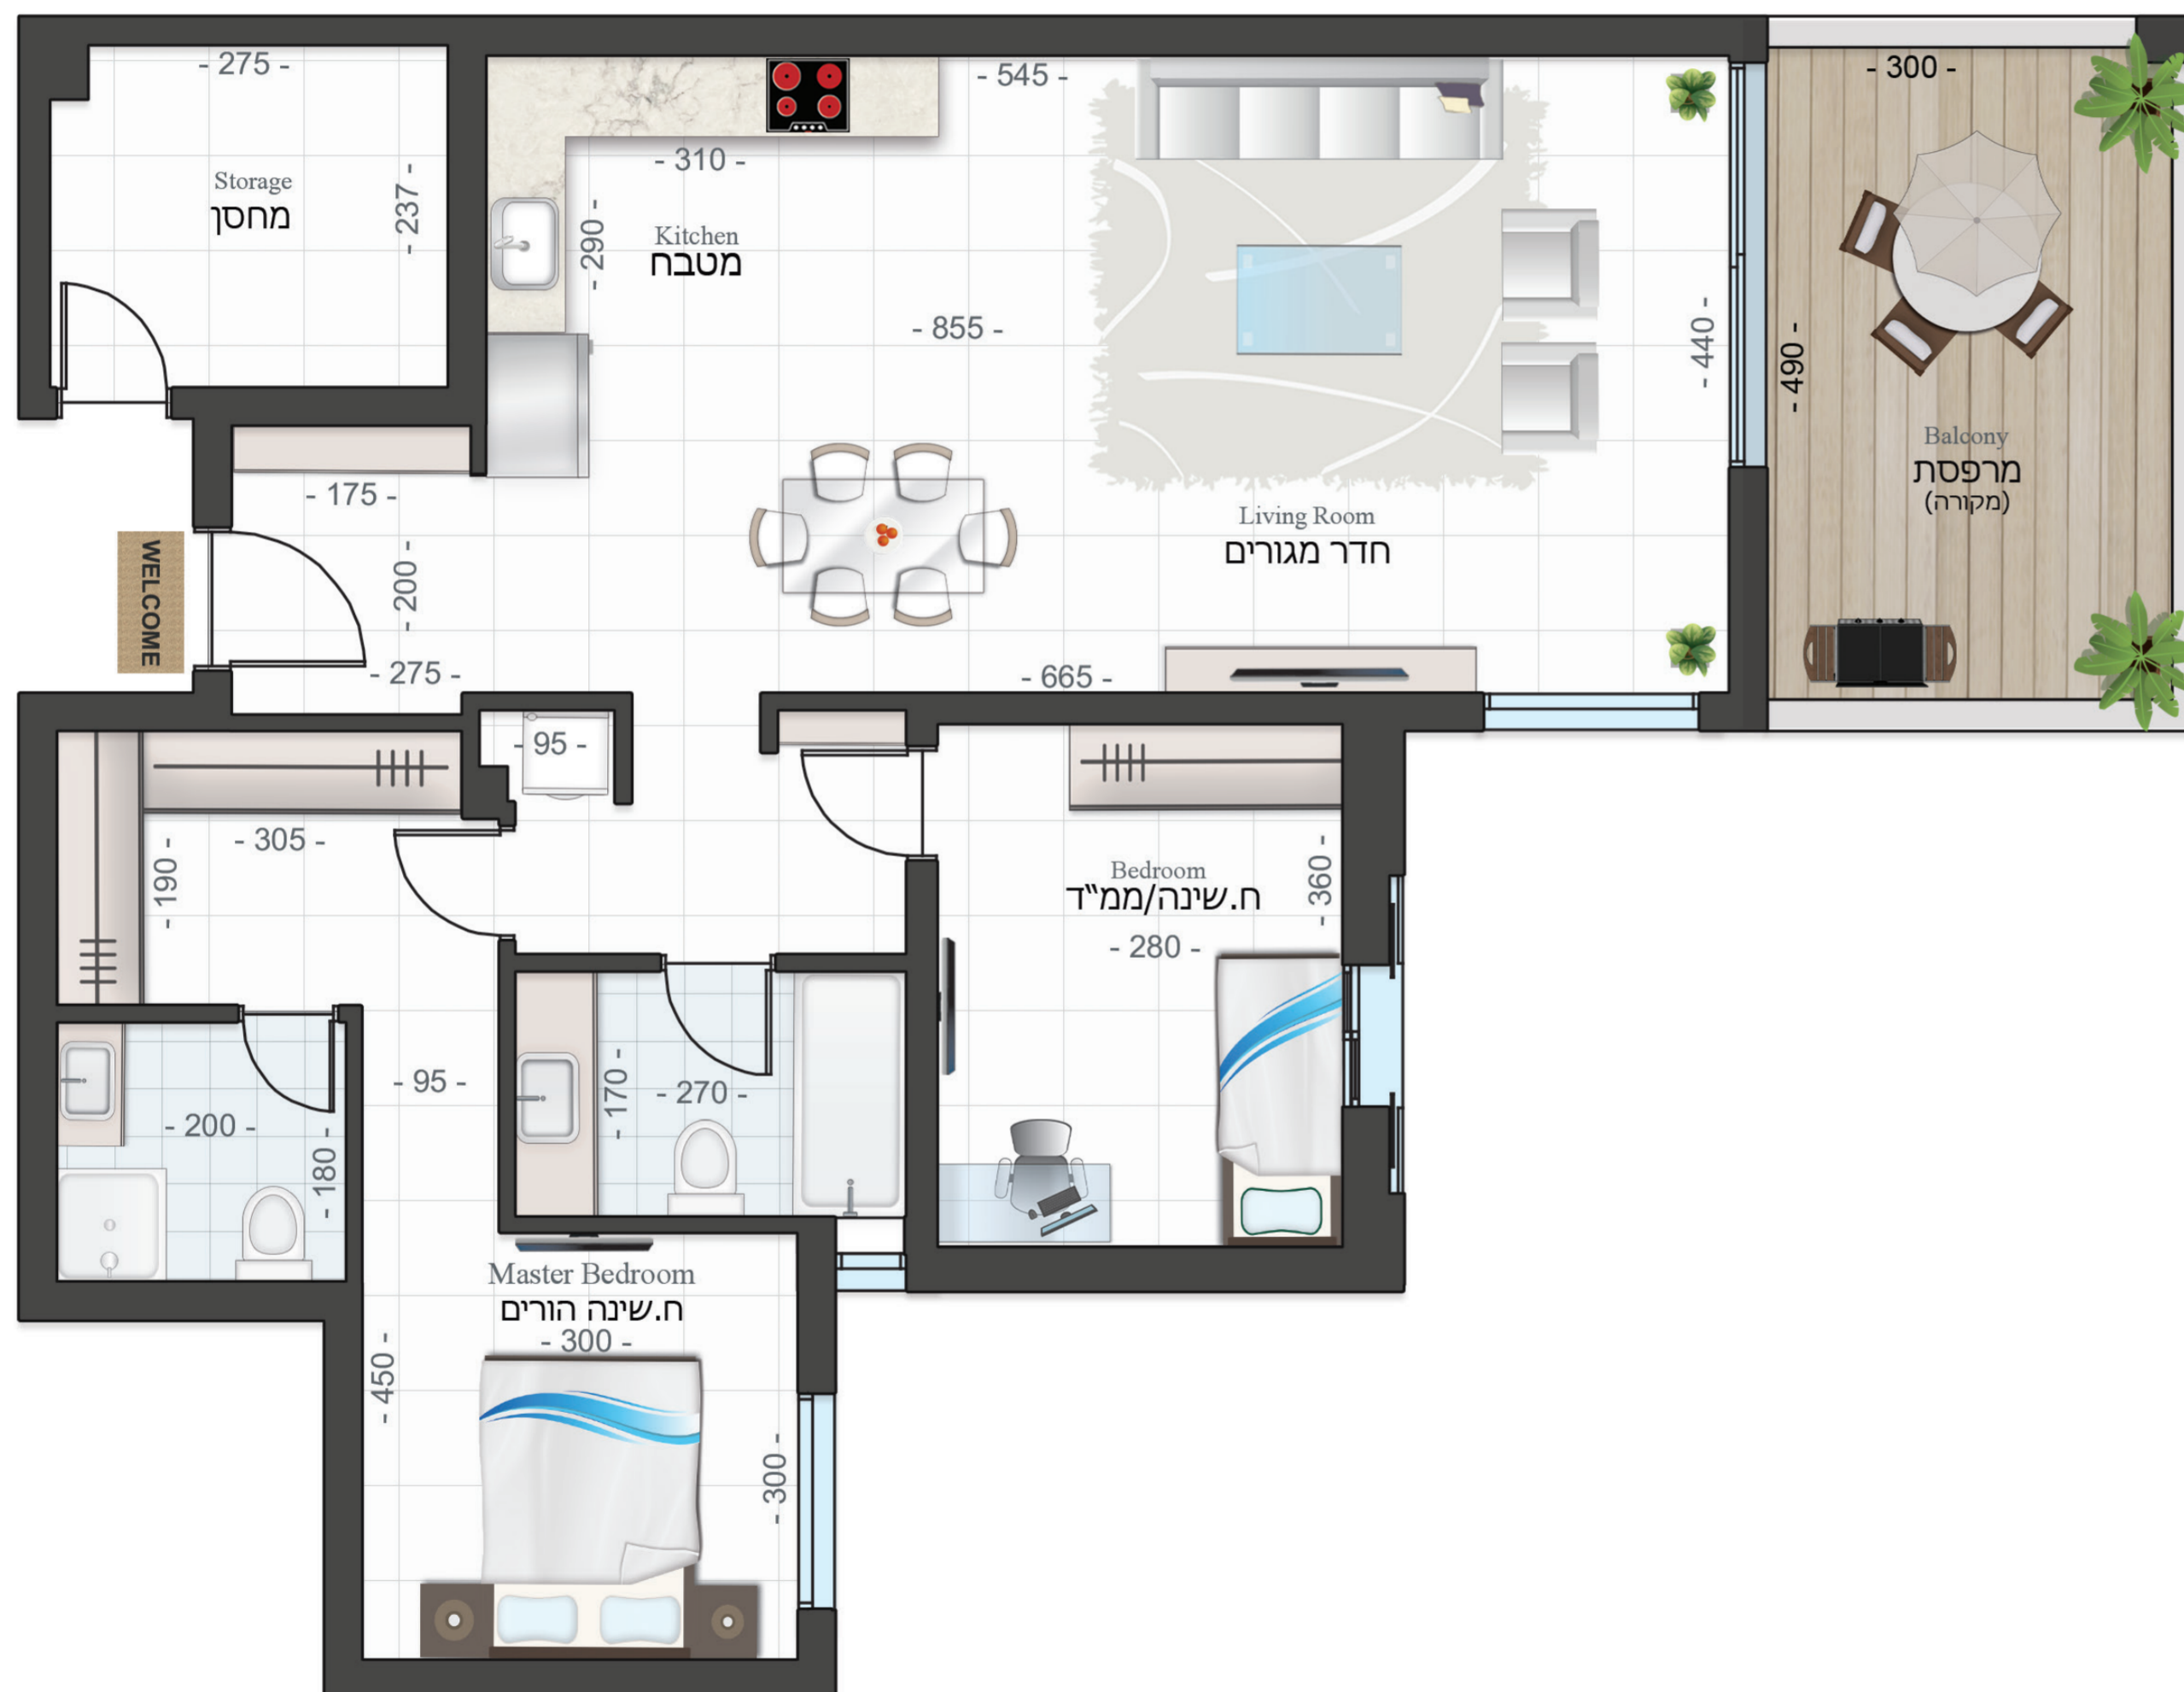 - 275 -
- 545 -
- 300 -
- 310 -
Storage
מחסן
- 237 -
- 290 -
Kitchen
מטבח
- 855 -
- 440 -
- 490 -
Balcony
מרפסת
(מקורה)
- 175 -
Living Room
חדר מגורים
WELCOME
- 200 -
- 275 -
- 665 -
- 95 -
- 305 -
- 190 -
Bedroom
ח.שינה/ממ"ד
- 360 -
- 280 -
- 95 -
- 170 -
- 270 -
- 200 -
- 180 -
Master Bedroom
ח.שינה הורים
- 300 -
- 450 -
- 300 -